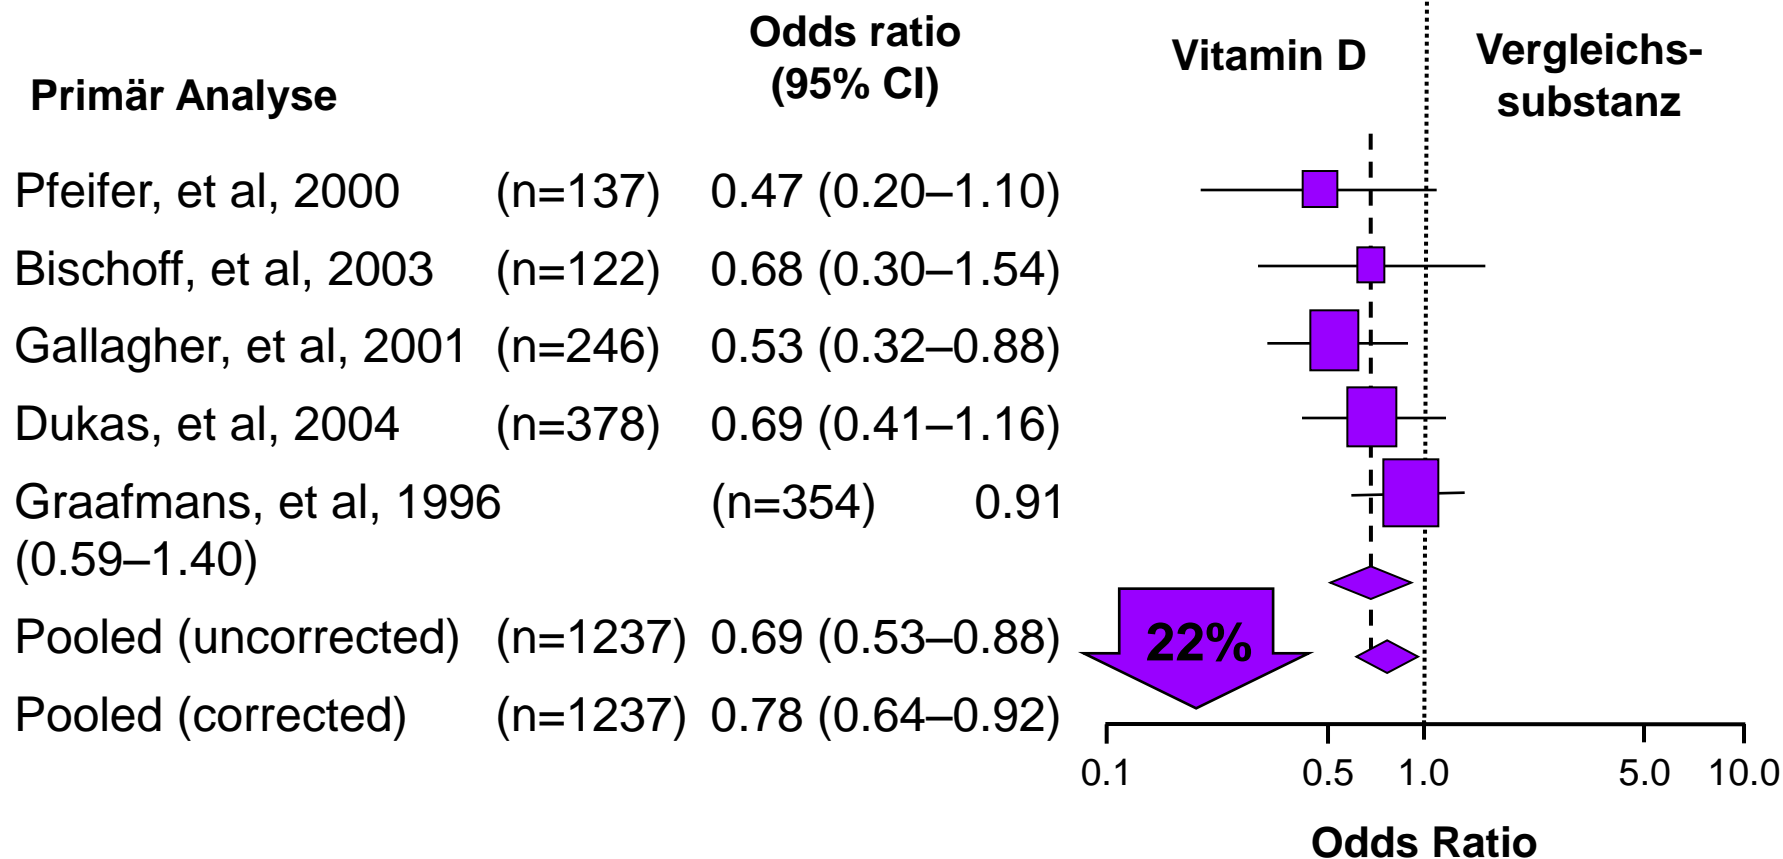 Odds ratio
(95% CI)
Vitamin D
Vergleichs-
substanz
Primär Analyse
Pfeifer, et al, 2000 (n=137) 0.47 (0.20–1.10)
Bischoff, et al, 2003 (n=122) 0.68 (0.30–1.54)
Gallagher, et al, 2001 (n=246) 0.53 (0.32–0.88)
Dukas, et al, 2004 (n=378) 0.69 (0.41–1.16)
Graafmans, et al, 1996 (n=354) 0.91
(0.59–1.40)
Pooled (uncorrected) (n=1237) 0.69 (0.53–0.88)
22%
Pooled (corrected) (n=1237) 0.78 (0.64–0.92)
0.1 0.5 1.0 5.0 10.0
Odds Ratio